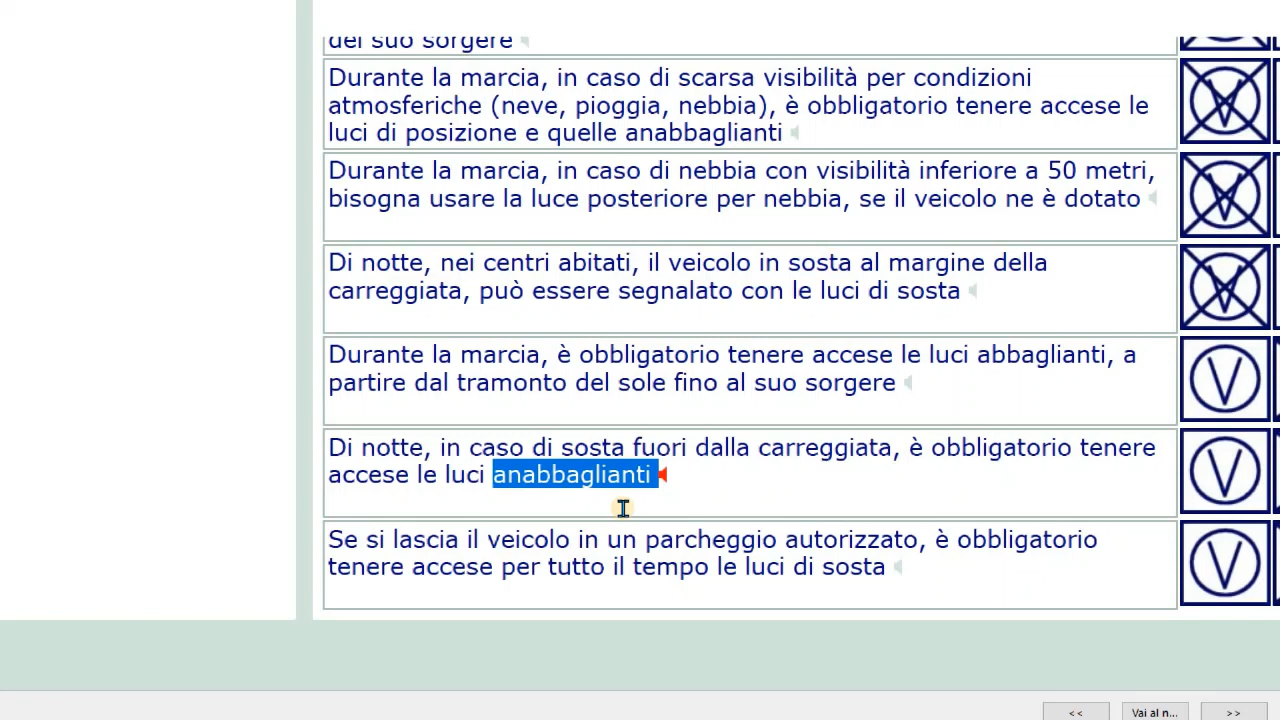 del suo sorgere
Durante la marcia, in caso di scarsa visibilità per condizioni
atmosferiche (neve, pioggia, nebbia), è obbligatorio tenere accese le
luci di posizione e quelle anabbaglianti
V
Durante la marcia, in caso di nebbia con visibilità inferiore a 50 metri,
bisogna usare la luce posteriore per nebbia, se il veicolo ne è dotato
V
Di notte, nei centri abitati, il veicolo in sosta al margine della
carreggiata, può essere segnalato con le luci di sosta
V
Durante la marcia, è obbligatorio tenere accese le luci abbaglianti, a
partire dal tramonto del sole fino al suo sorgere
V
Di notte, in caso di sosta fuori dalla carreggiata, è obbligatorio tenere
accese le luci anabbaglianti
V
Se si lascia il veicolo in un parcheggio autorizzato, è obbligatorio
tenere accese per tutto il tempo le luci di sosta
V
<< Vai al n... >>